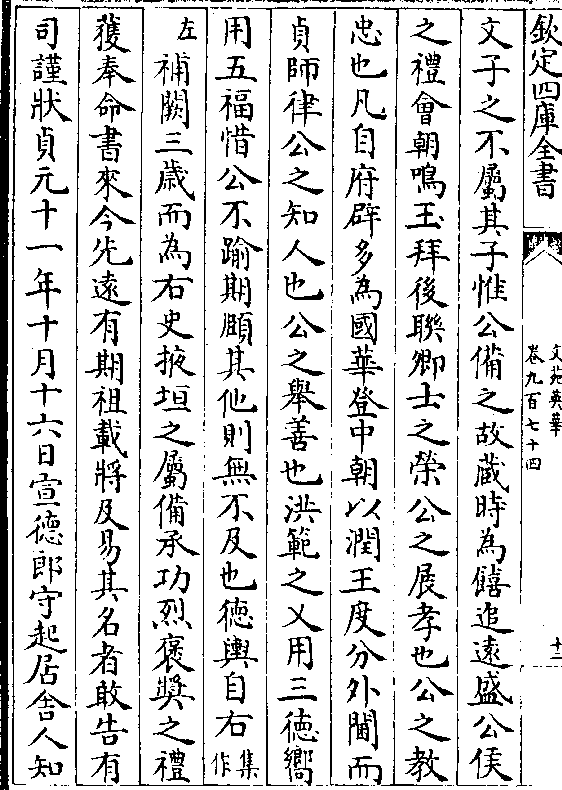 欽定四庫全書
文苑英華
卷九百七十四
十二
文子之不屬其子惟公備之故歲時為饎追遠盛公侯
之禮會朝鳴玉拜後聯卿士之榮公之展孝也公之教
忠也凡自府辟多為國華登中朝以潤王度分外閫而
貞師律公之知人也公之舉善也洪範之乂用三德嚮
用五福惜公不踰期頤其他則無不及也德輿自右集作
左補闕三歲而為右史掖垣之屬備承功烈褒獎之禮
獲奉命書來今先遠有期祖載將及易其名者敢告有
司謹狀貞元十一年十月十六日宣德郎守起居舍人知